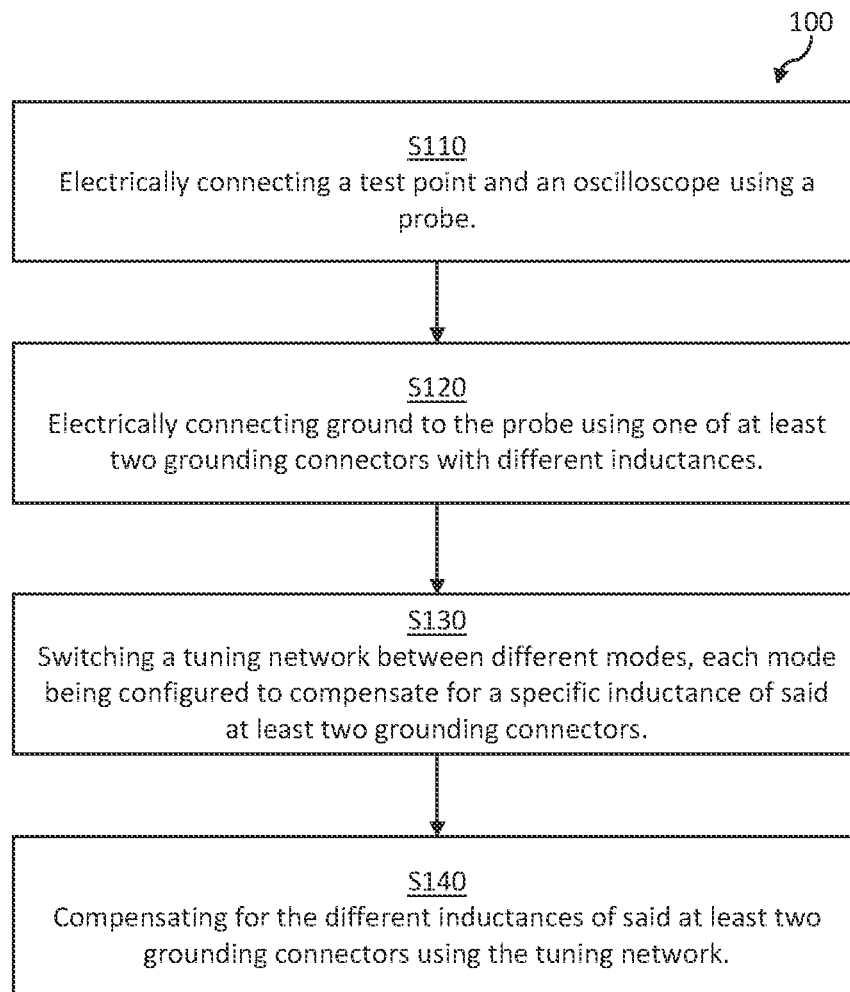 100
S110
Electrically connecting a test point and an oscilloscope using a
probe.
S120
Electrically connecting ground to the probe using one of at least
two grounding connectors with different inductances.
S130
Switching a tuning network between different modes, each mode
being configured to compensate for a specific inductance of said
at least two grounding connectors.
S140
Compensating for the different inductances of said at least two
grounding connectors using the tuning network.